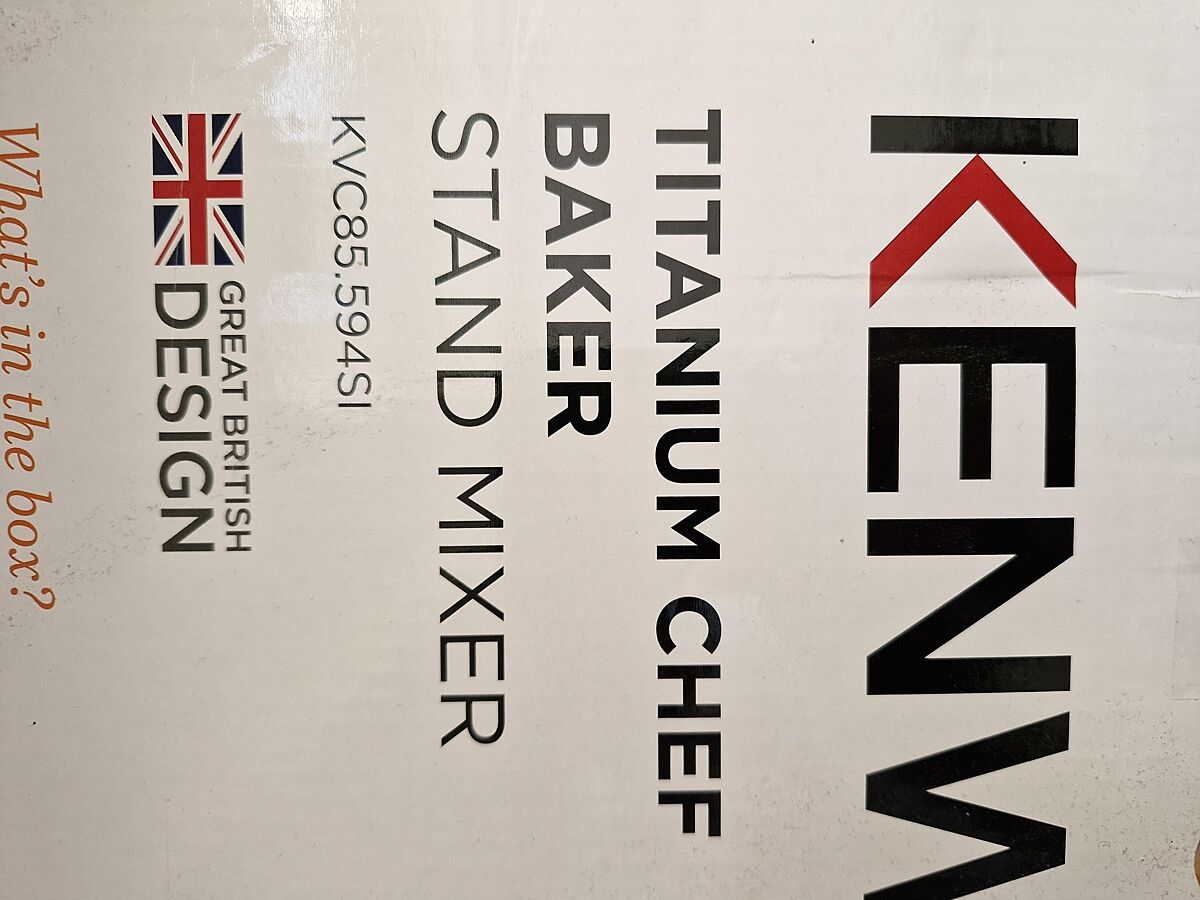 KENW
TITANIUM CHEF
BAKER
STAND MIXER
KVC85.594SI
GREAT BRITISH
DESIGN
What's in the box?